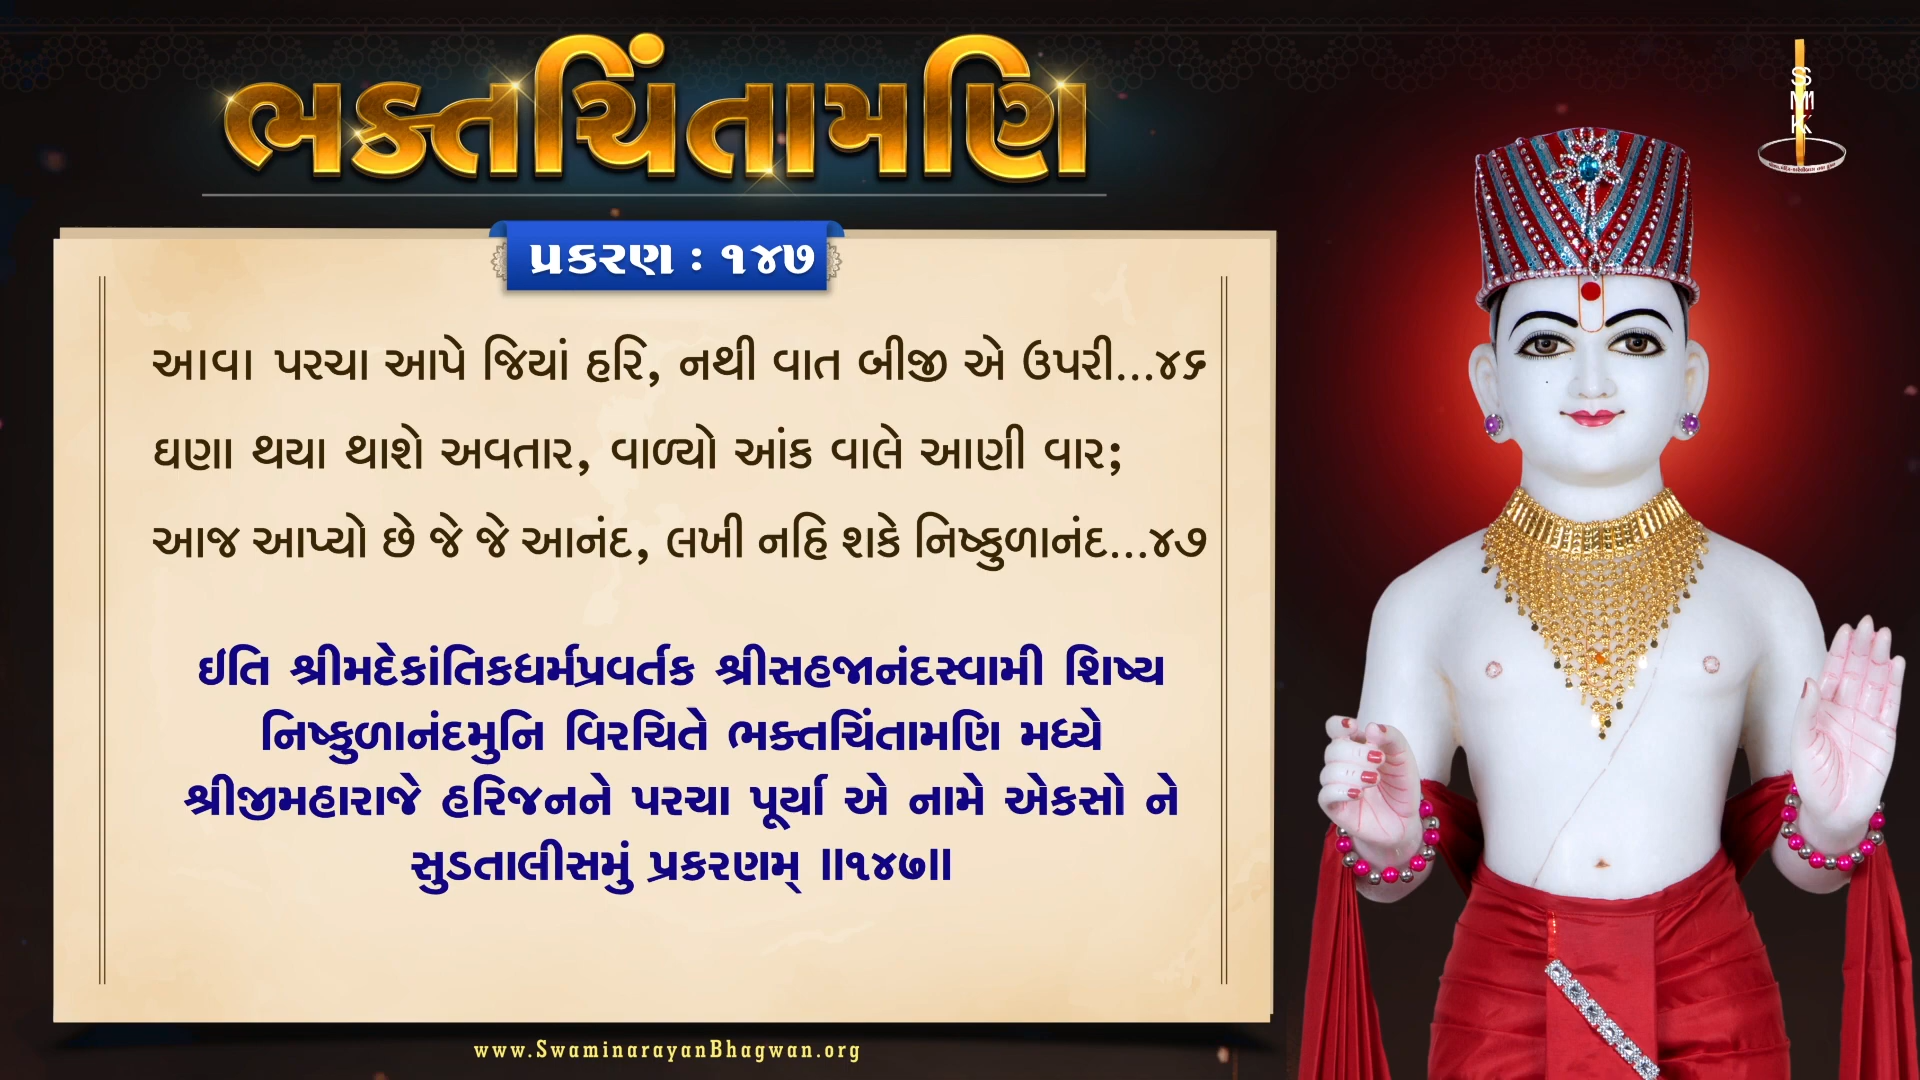 ભક્તચિંતામણિ
SMK
પ્રકરણ : ૧૪૭
આવા પરચા આપે જિયાં હરિ, નથી વાત બીજી એ ઉપરી...૪૬
ઘણા થયા થાશે અવતાર, વાળ્યો આંક વાલે આણી વાર;
આજ આપ્યો છે જે જે આનંદ, લખી નહિ શકે નિષ્કુળાનંદ...૪૭
ઇતિ શ્રીમદેકાંતિકધર્મપ્રવર્તક શ્રીસહજાનંદસ્વામી શિષ્ય
નિષ્કુળાનંદમુનિ વિરચિતે ભક્તચિંતામણિ મધ્યે
શ્રીજીમહારાજે હરિજનને પરચા પૂર્યા એ નામે એકસો ને
સુડતાલીસમું પ્રકરણમ્ ॥૧૪૭॥
www.SwaminarayanBhagwan.org